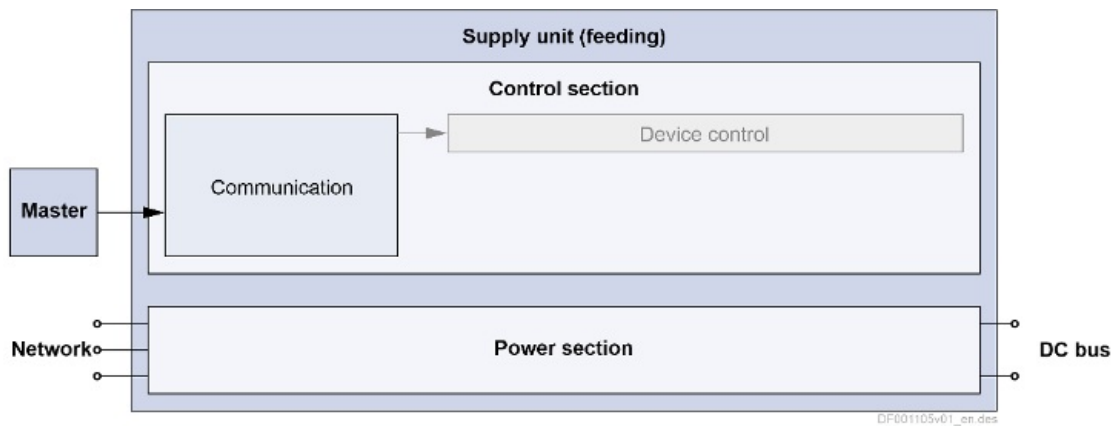 Supply unit (feeding)
Control section
Device control
Communication
Master
Network
Power section
DC bus
DF001105v01_en.des